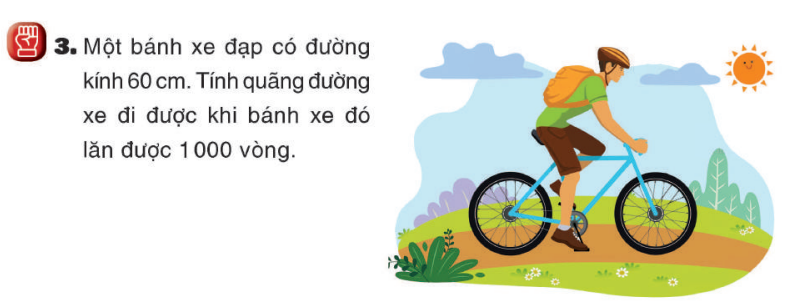 3. Một bánh xe đạp có đường
kính 60 cm. Tính quãng đường
xe đi được khi bánh xe đó
lăn được 1 000 vòng.